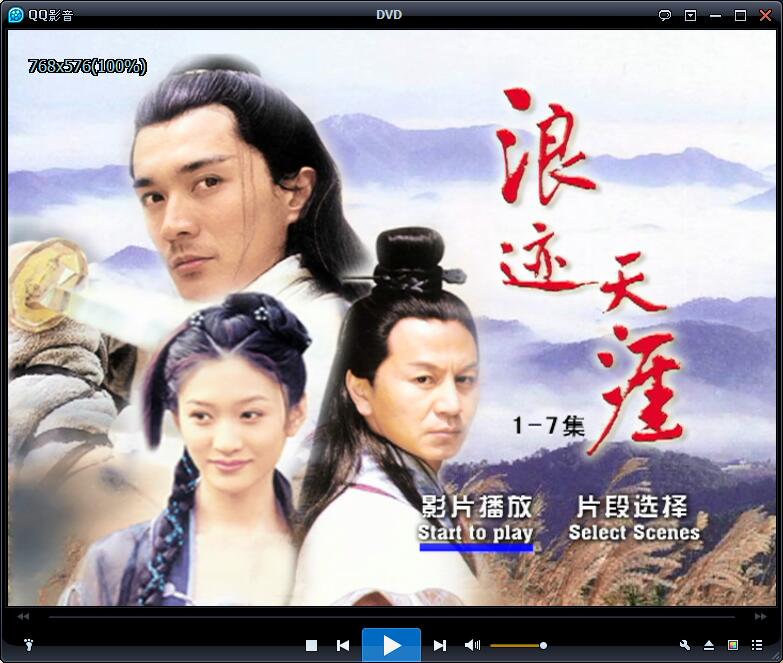 QQ影音
DVD
768x576(100%)
浪迹天涯
1-7集
影片播放
Start to play
片段选择
Select Scenes